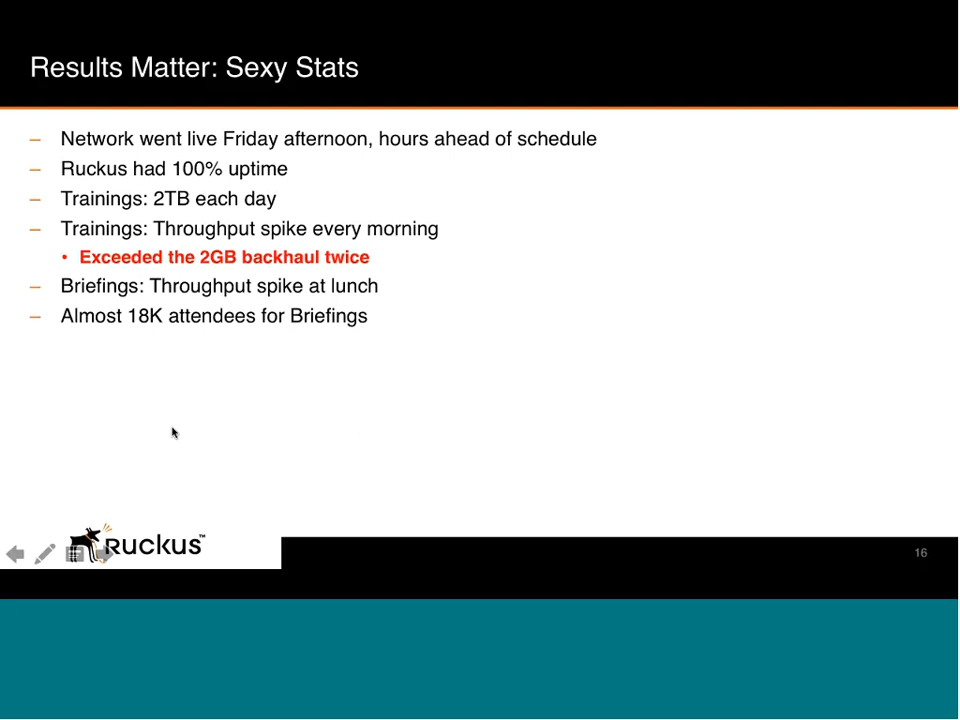 Results Matter: Sexy Stats
– Network went live Friday afternoon, hours ahead of schedule
– Ruckus had 100% uptime
– Trainings: 2TB each day
– Trainings: Throughput spike every morning
• Exceeded the 2GB backhaul twice
– Briefings: Throughput spike at lunch
– Almost 18K attendees for Briefings
Ruckus™
16